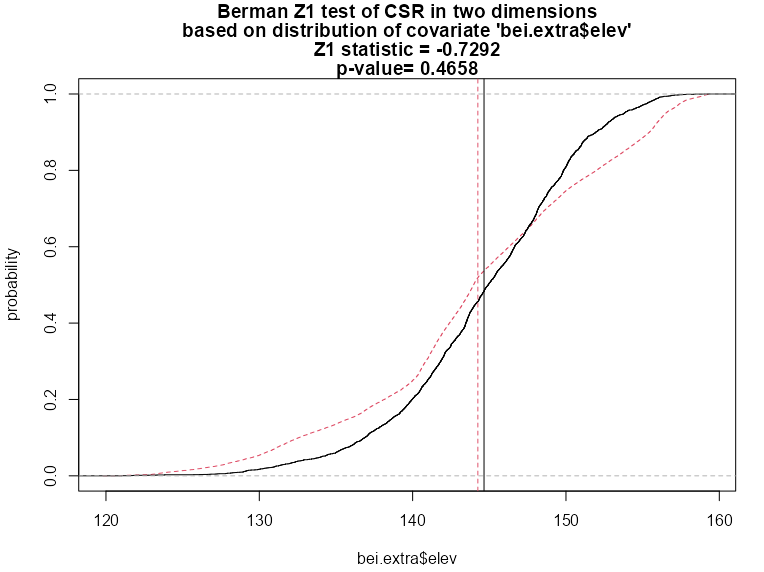 Berman Z1 test of CSR in two dimensions
based on distribution of covariate 'bei.extra$elev'
Z1 statistic = -0.7292
p-value= 0.4658
1.0
0.8
0.6
0.4
0.2
0.0
probability
120 130 140 150 160
bei.extra$elev